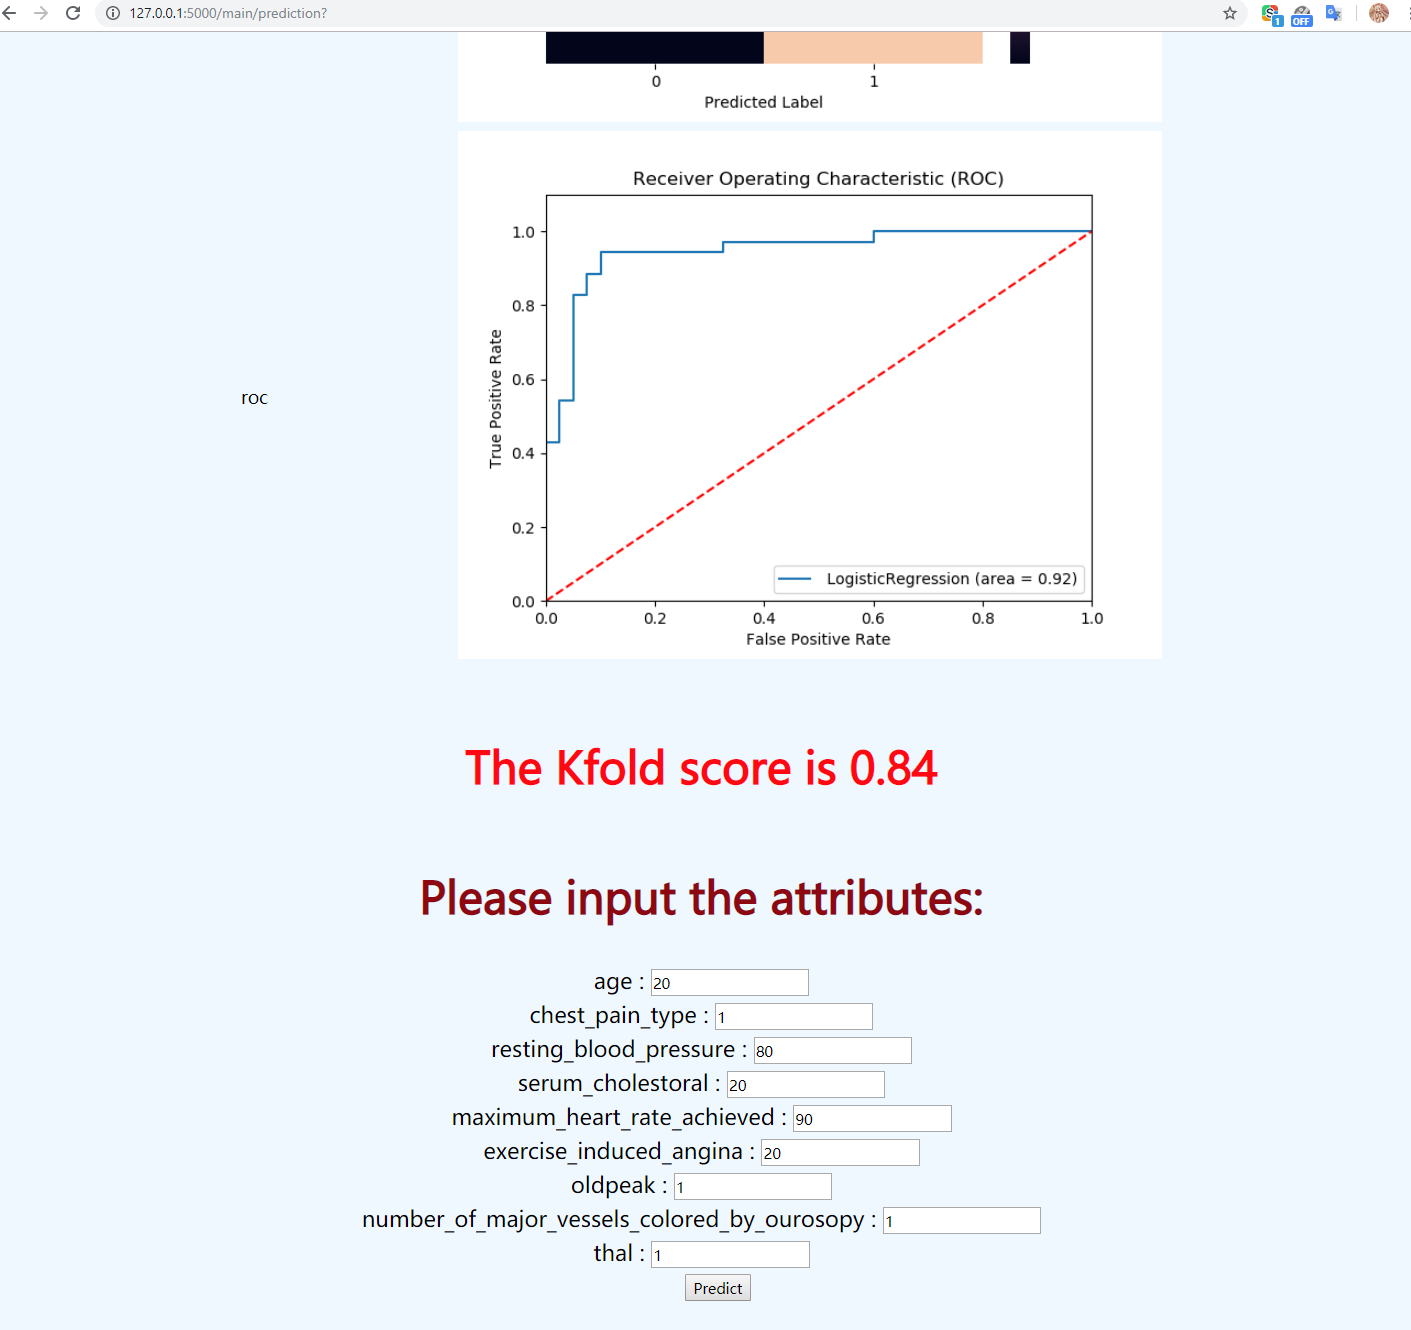 127.0.0.1:5000/main/prediction?
1
OFF
0 1
Predicted Label
Receiver Operating Characteristic (ROC)
1.0
0.8
0.6
0.4
0.2
0.0
True Positive Rate
roc
LogisticRegression (area = 0.92)
0.0 0.2 0.4 0.6 0.8 1.0
False Positive Rate
The Kfold score is 0.84
Please input the attributes:
age : 20
chest_pain_type : 1
resting_blood_pressure : 80
serum_cholestoral : 20
maximum_heart_rate_achieved : 90
exercise_induced_angina : 20
oldpeak : 1
number_of_major_vessels_colored_by_ourosopy : 1
thal : 1
Predict